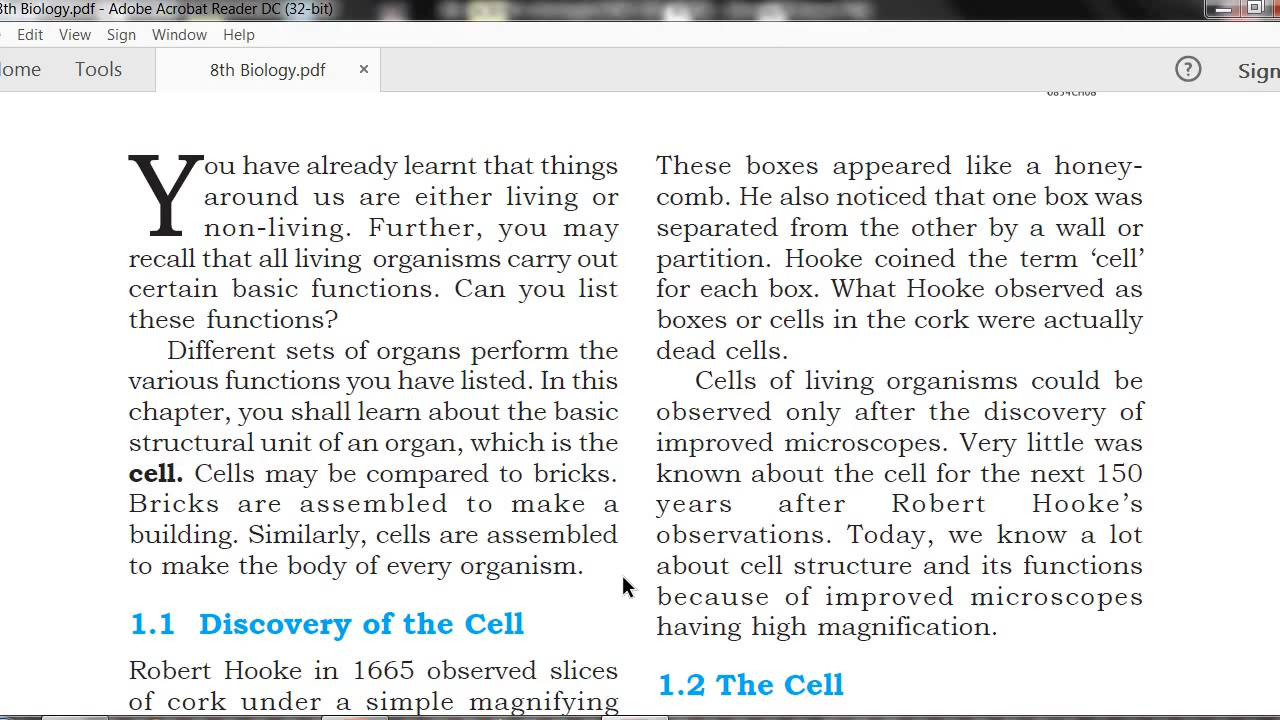 8th Biology.pdf - Adobe Acrobat Reader DC (32-bit)
Edit View Sign Window Help
Tools 8th Biology.pdf × ? Sign
You have already learnt that things
around us are either living or
non-living. Further, you may
recall that all living organisms carry out
certain basic functions. Can you list
these functions?
Different sets of organs perform the
various functions you have listed. In this
chapter, you shall learn about the basic
structural unit of an organ, which is the
cell. Cells may be compared to bricks.
Bricks are assembled to make a
building. Similarly, cells are assembled
to make the body of every organism.
1.1 Discovery of the Cell
Robert Hooke in 1665 observed slices
of cork under a simple magnifying
These boxes appeared like a honey-
comb. He also noticed that one box was
separated from the other by a wall or
partition. Hooke coined the term ‘cell’
for each box. What Hooke observed as
boxes or cells in the cork were actually
dead cells.
Cells of living organisms could be
observed only after the discovery of
improved microscopes. Very little was
known about the cell for the next 150
years after Robert Hooke’s
observations. Today, we know a lot
about cell structure and its functions
because of improved microscopes
having high magnification.
1.2 The Cell